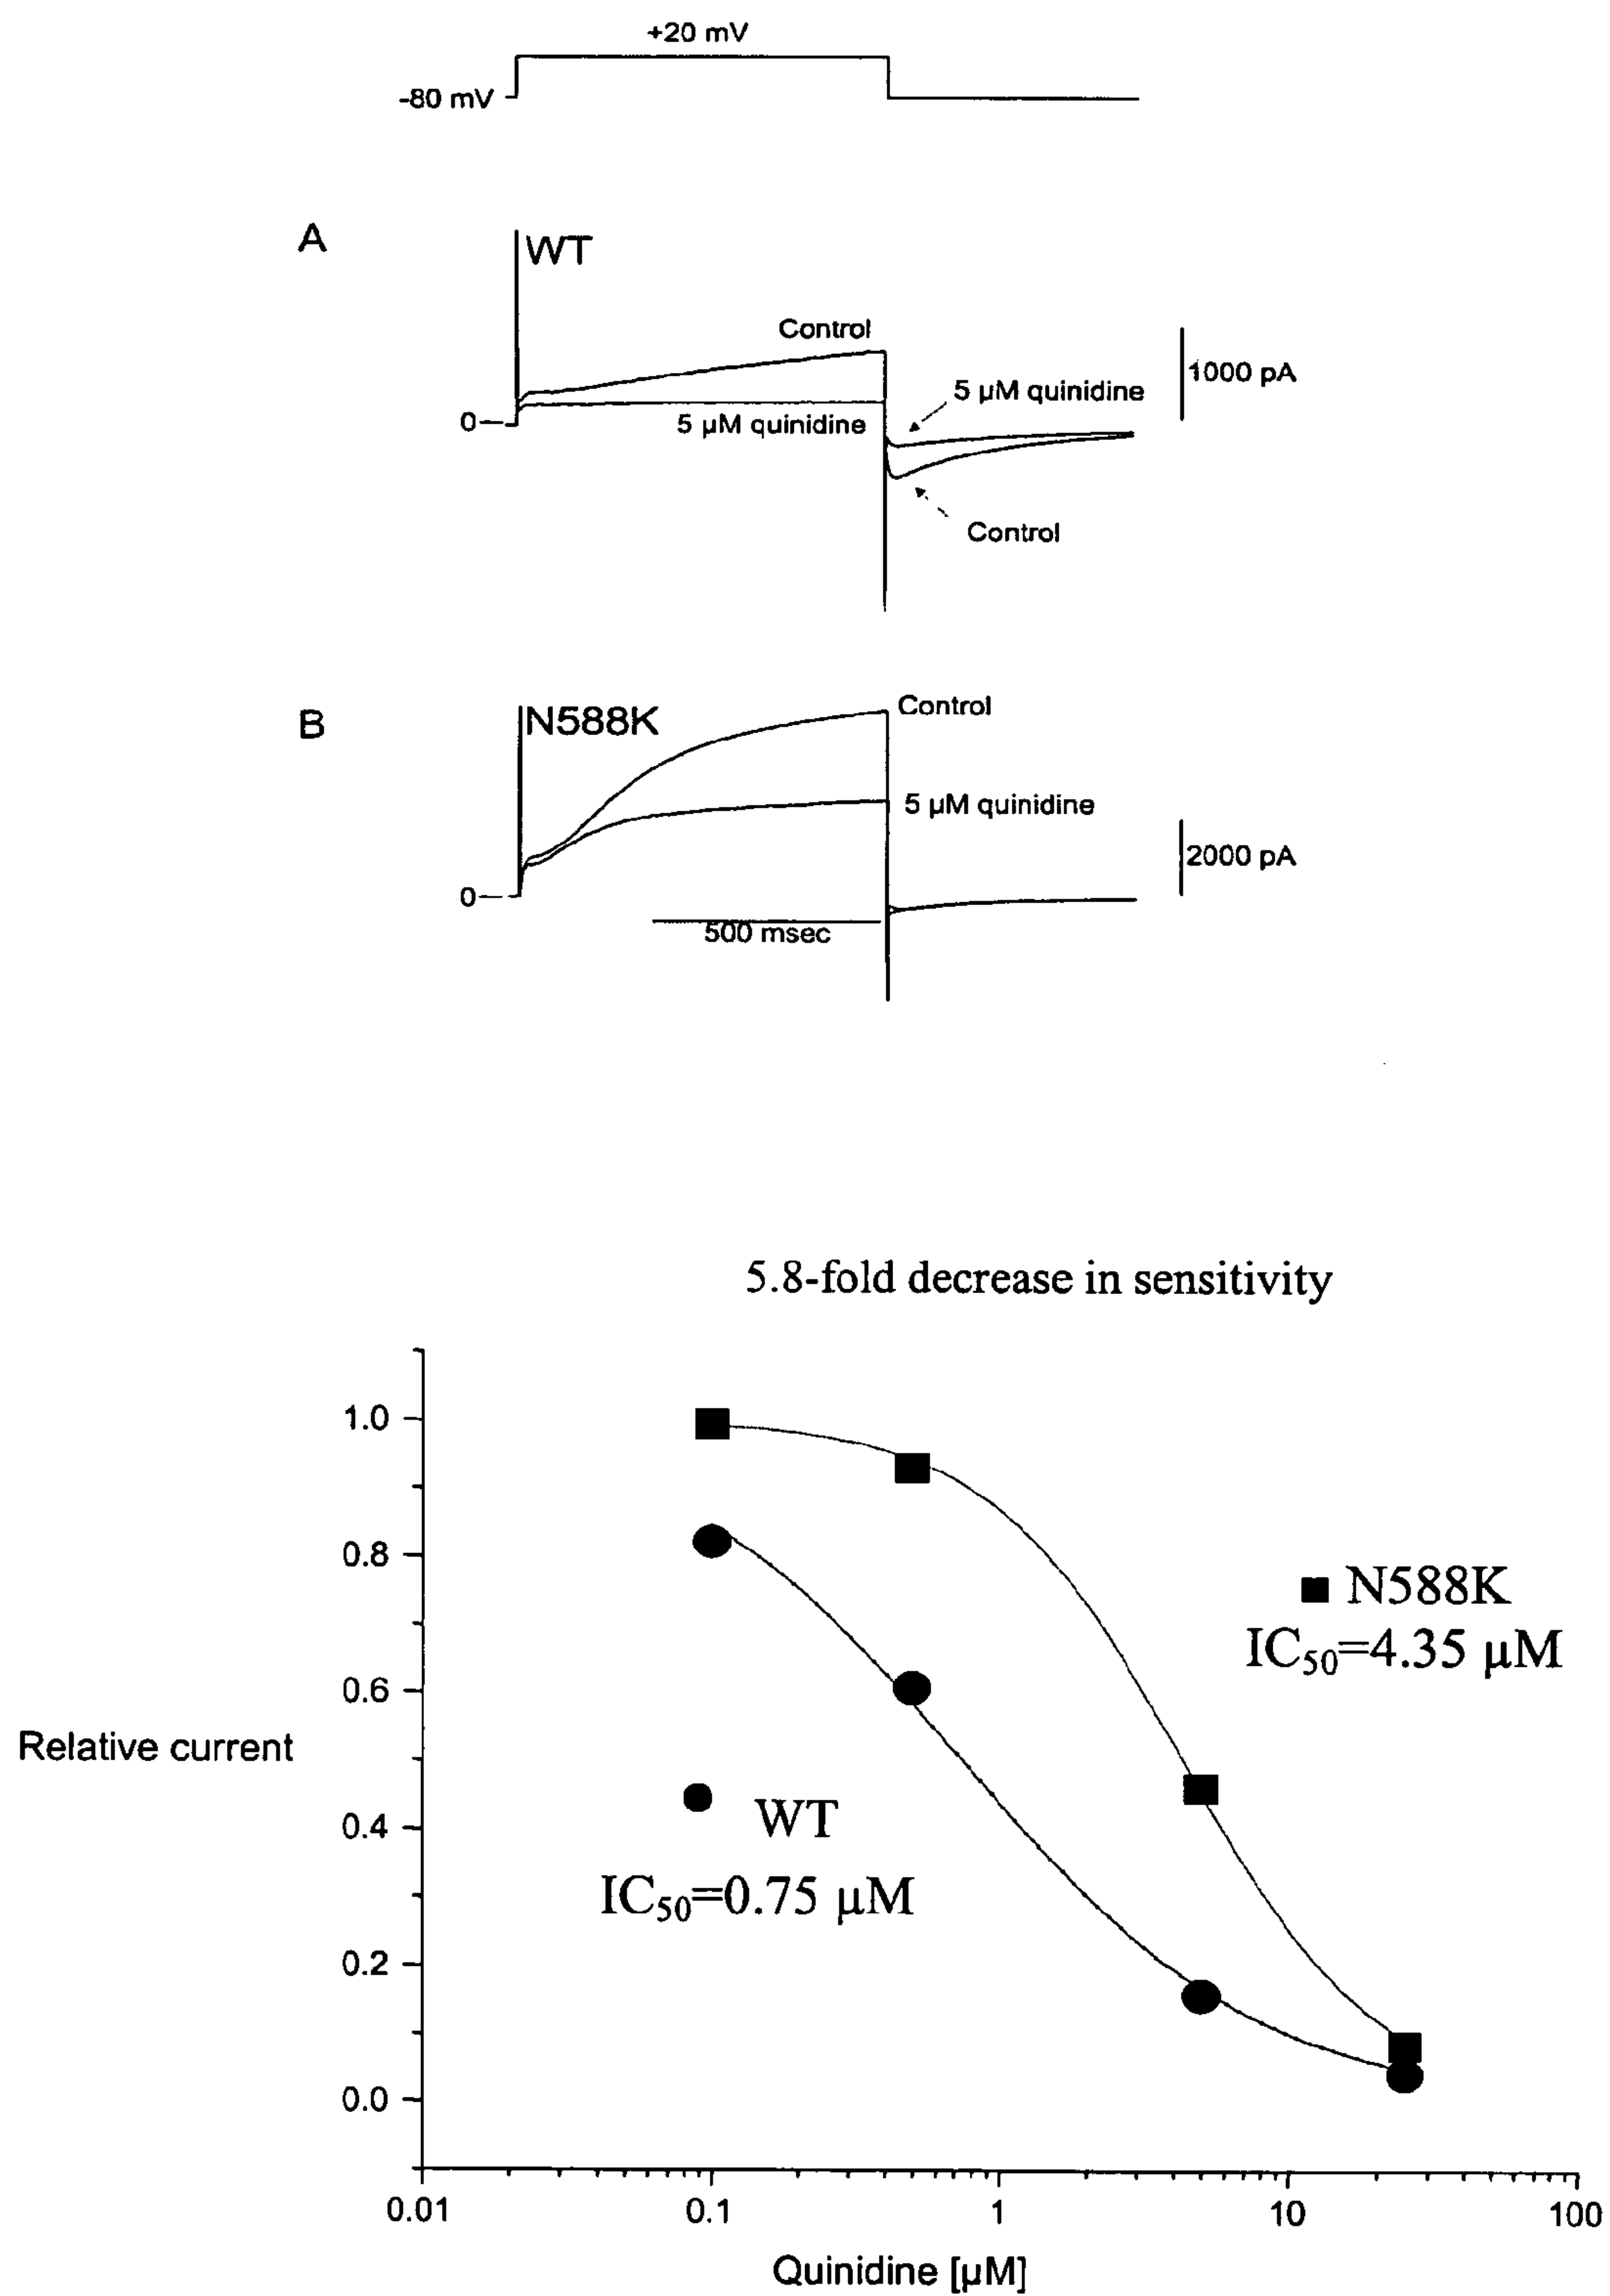 +20 mV
-80 mV
A
WT
Control
1000 pA
5 µM quinidine
0
5 µM quinidine
Control
B
N588K
Control
5 µM quinidine
2000 pA
0
500 msec
5.8-fold decrease in sensitivity
1.0
0.8
N588K
IC50=4.35 µM
0.6
Relative current
0.4
WT
IC50=0.75 µM
0.2
0.0
0.01
0.1
1
10
100
Quinidine [µM]